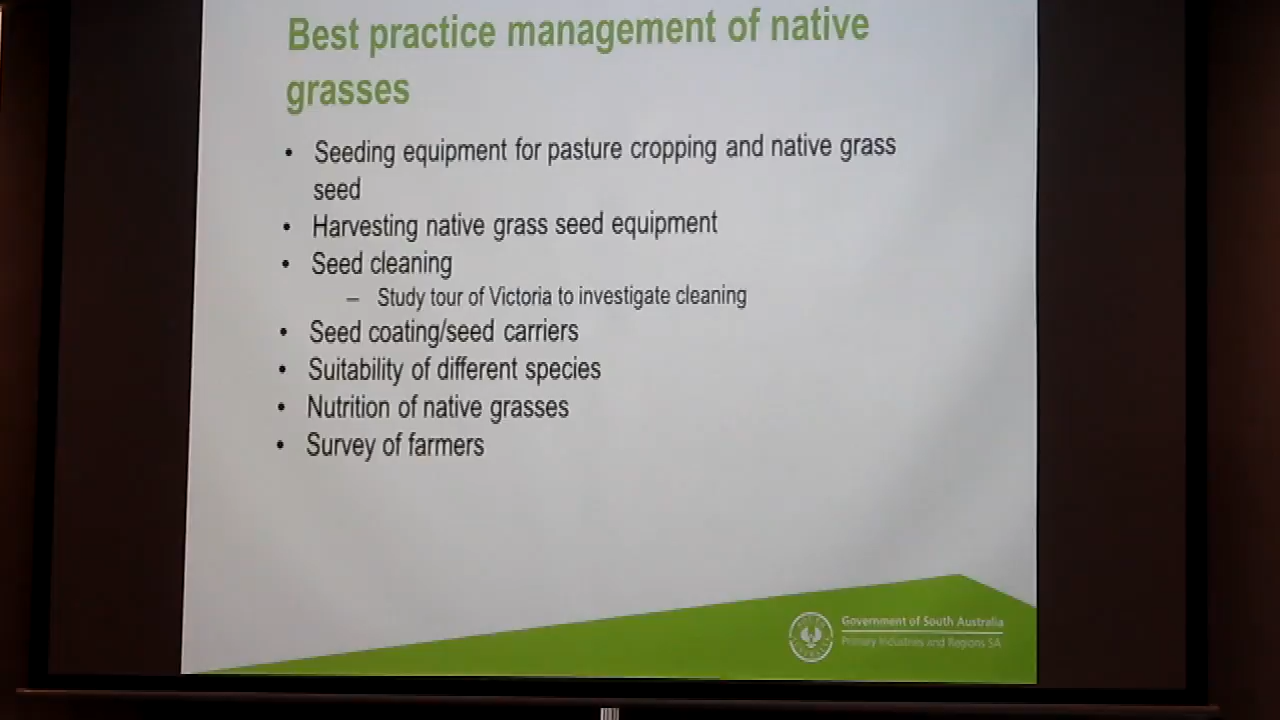 Best practice management of native
grasses
• Seeding equipment for pasture cropping and native grass
seed
• Harvesting native grass seed equipment
• Seed cleaning
– Study tour of Victoria to investigate cleaning
• Seed coating/seed carriers
• Suitability of different species
• Nutrition of native grasses
• Survey of farmers
Government of South Australia
Primary Industries and Regions SA